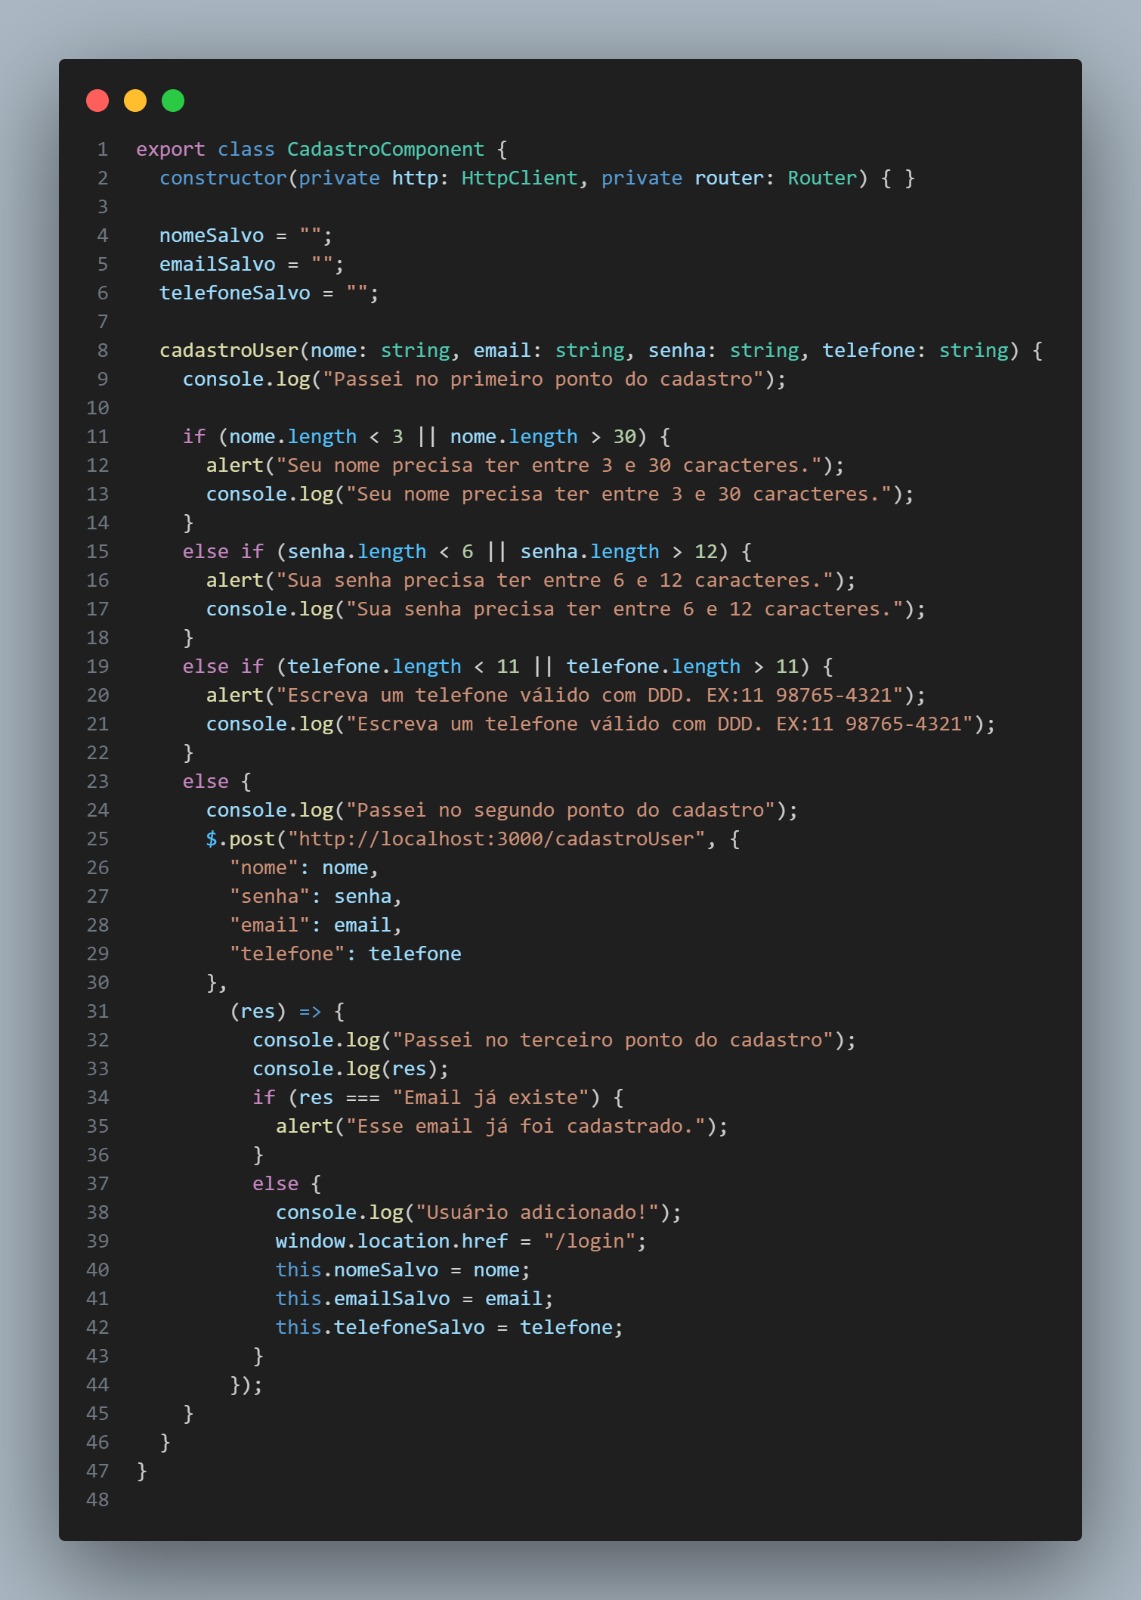 1 export class CadastroComponent {
2   constructor(private http: HttpClient, private router: Router) { }
3
4   nomeSalvo = "";
5   emailSalvo = "";
6   telefoneSalvo = "";
7
8   cadastroUser(nome: string, email: string, senha: string, telefone: string) {
9     console.log("Passei no primeiro ponto do cadastro");
10
11     if (nome.length < 3 || nome.length > 30) {
12       alert("Seu nome precisa ter entre 3 e 30 caracteres.");
13       console.log("Seu nome precisa ter entre 3 e 30 caracteres.");
14     }
15     else if (senha.length < 6 || senha.length > 12) {
16       alert("Sua senha precisa ter entre 6 e 12 caracteres.");
17       console.log("Sua senha precisa ter entre 6 e 12 caracteres.");
18     }
19     else if (telefone.length < 11 || telefone.length > 11) {
20       alert("Escreva um telefone válido com DDD. EX:11 98765-4321");
21       console.log("Escreva um telefone válido com DDD. EX:11 98765-4321");
22     }
23     else {
24       console.log("Passei no segundo ponto do cadastro");
25       $.post("http://localhost:3000/cadastroUser", {
26         "nome": nome,
27         "senha": senha,
28         "email": email,
29         "telefone": telefone
30       },
31         (res) => {
32           console.log("Passei no terceiro ponto do cadastro");
33           console.log(res);
34           if (res === "Email já existe") {
35             alert("Esse email já foi cadastrado.");
36           }
37           else {
38             console.log("Usuário adicionado!");
39             window.location.href = "/login";
40             this.nomeSalvo = nome;
41             this.emailSalvo = email;
42             this.telefoneSalvo = telefone;
43           }
44         });
45     }
46   }
47 }
48